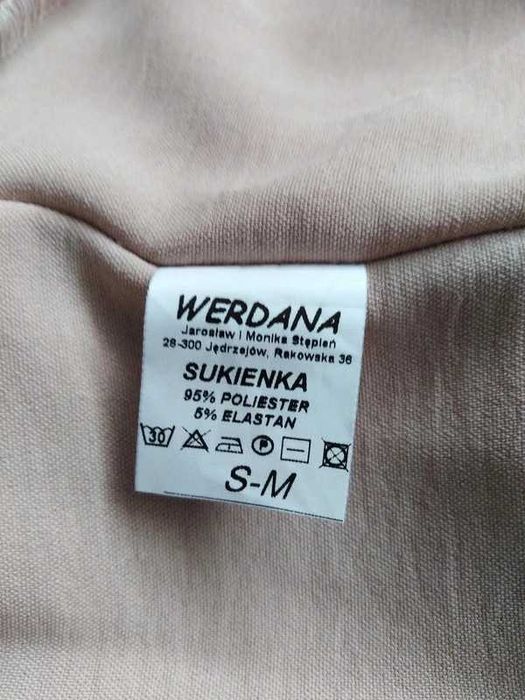 WERDANA
Jarosław i Monika Stępień
28-300 Jędrzejów, Rakowska 36
SUKIENKA
95% POLIESTER
5% ELASTAN
30 P
S-M